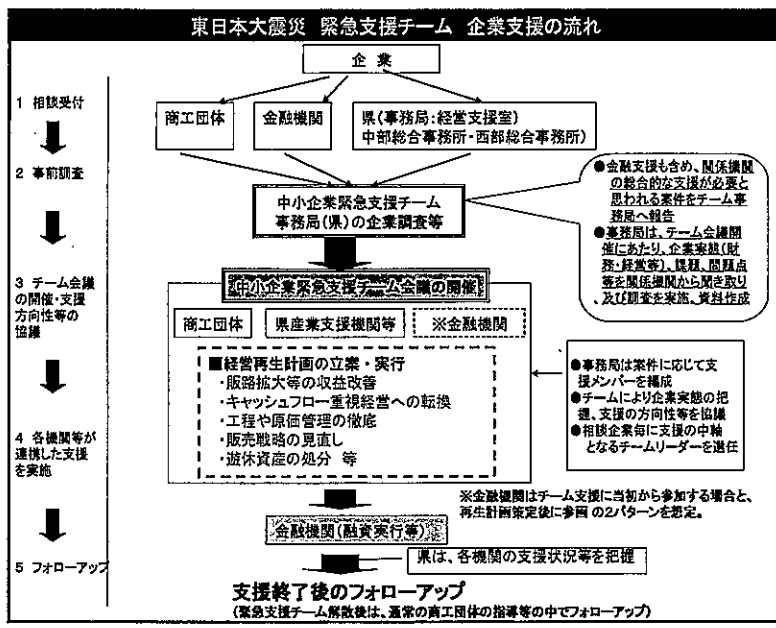 東日本大震災 緊急支援チーム 企業支援の流れ
企 業
1 相談受付
商工団体
金融機関
県(事務局:経営支援室)
中部総合事務所・西部総合事務所)
2 事前調査
中小企業緊急支援チーム
事務局(県)の企業調査等
●金融支援も含め、関係機関
の総合的な支援が必要と
思われる案件をチーム事
務局へ報告
●事務局は、チーム会議開
催にあたり、企業実態(財
務・経営等)、課題、問題点
等を関係機関から聞き取り
、及び調査を実施、資料作成
3 チーム会議
の開催・支援
方向性等の
協議
中小企業緊急支援チーム会議の開催
商工団体
県産業支援機関等
※金融機関
■経営再生計画の立案・実行
・販路拡大等の収益改善
・キャッシュフロー重視経営への転換
・工程や原価管理の徹底
・販売戦略の見直し
・遊休資産の処分 等
●事務局は案件に応じて支
援メンバーを編成
●チームにより企業実態の把
握、支援の方向性等を協議
●相談企業毎に支援の中軸
となるチームリーダーを選任
4 各機関等が
連携した支援
を実施
※金融機関はチーム支援に当初から参加する場合と、
再生計画策定後に参画の2パターンを想定。
金融機関(融資実行等)
県は、各機関の支援状況等を把握
5 フォローアップ
支援終了後のフォローアップ
(緊急支援チーム解散後は、通常の商工団体の指導等の中でフォローアップ)